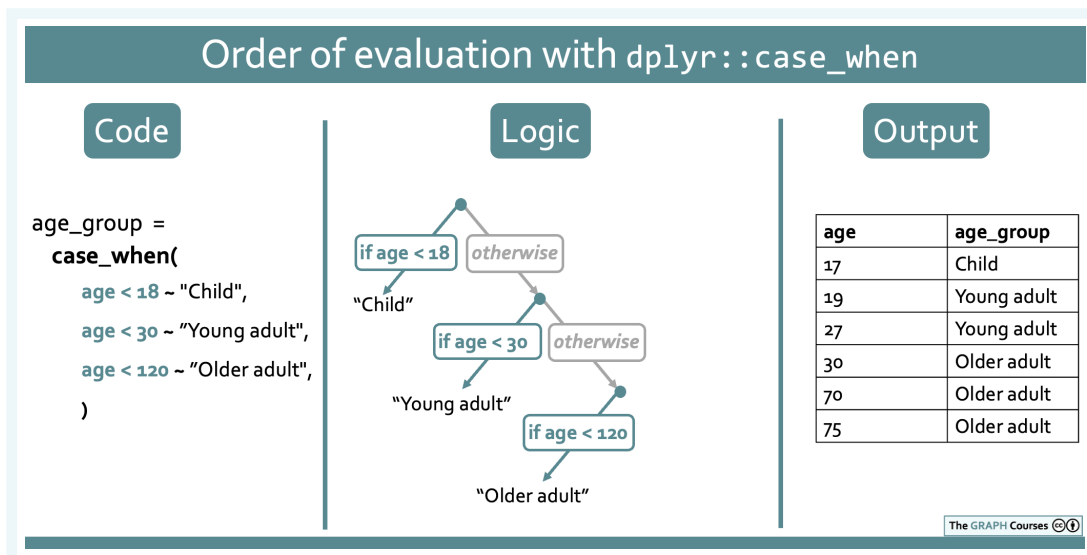 Order of evaluation with dplyr::case_when
Code
age_group =
case_when(
age < 18 ~ "Child",
age < 30 ~ "Young adult",
age < 120 ~ "Older adult",
)
Logic
if age < 18 otherwise
“Child”
if age < 30 otherwise
“Young adult”
if age < 120
“Older adult”
Output
age age_group
17 Child
19 Young adult
27 Young adult
30 Older adult
70 Older adult
75 Older adult
The GRAPH Courses